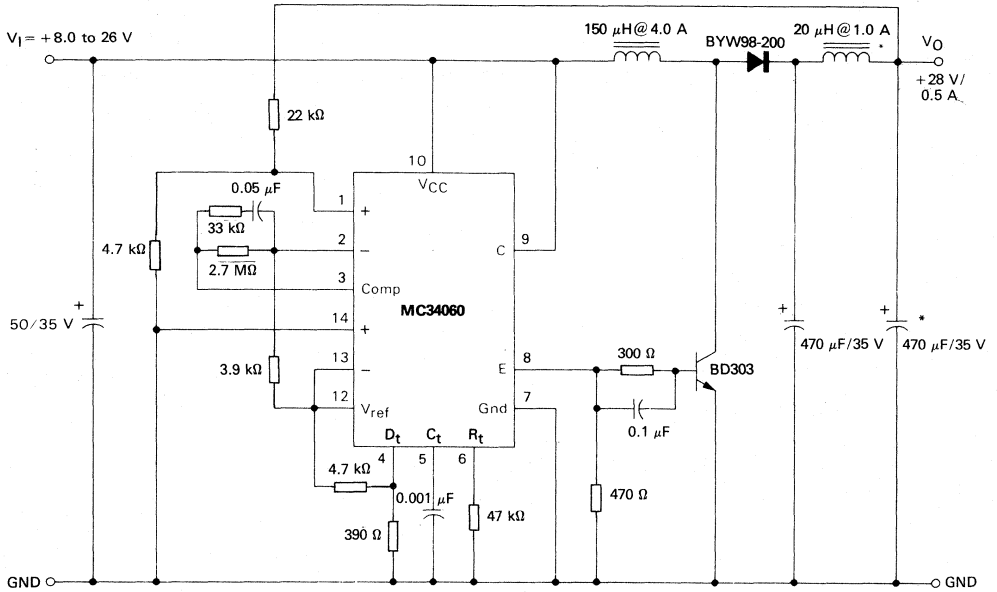 150 μH@4.0 A
20 μH@1.0 A
*
BYW98-200
V_I = +8.0 to 26 V
V_O
+28 V/
0.5 A
22 kΩ
10
V_CC
0.05 μF
33 kΩ
2.7 MΩ
4.7 kΩ
1
+
2
−
3
Comp
MC34060
14
+
13
−
12
V_ref
9
C
8
E
7
Gnd
D_t
C_t
R_t
4
5
6
+
50/35 V
3.9 kΩ
4.7 kΩ
0.001 μF
390 Ω
47 kΩ
300 Ω
0.1 μF
470 Ω
BD303
+
470 μF/35 V
+
*
470 μF/35 V
GND
GND